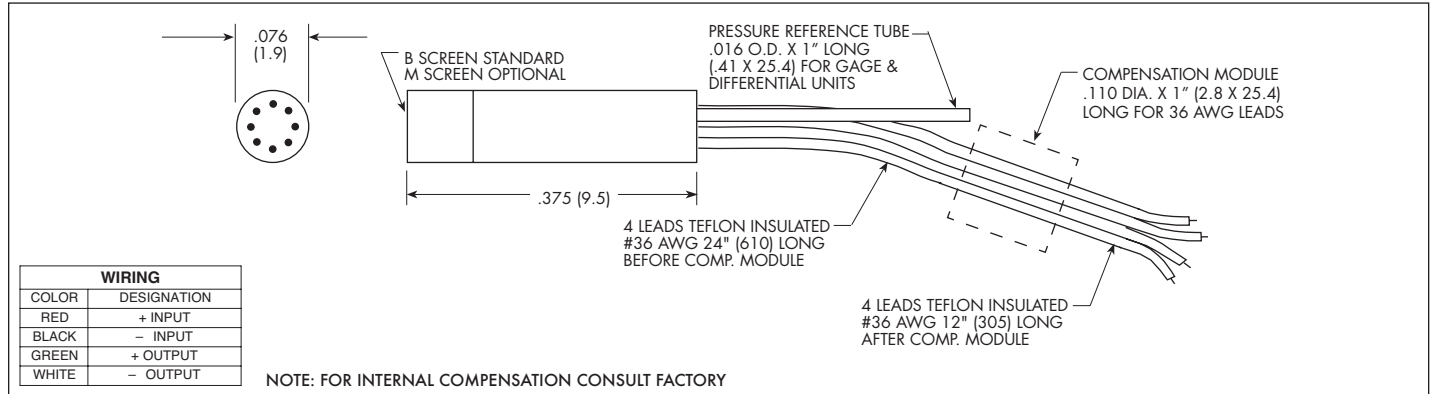 .076
(1.9)
B SCREEN STANDARD
M SCREEN OPTIONAL
PRESSURE REFERENCE TUBE
.016 O.D. X 1” LONG
(.41 X 25.4) FOR GAGE &
DIFFERENTIAL UNITS
COMPENSATION MODULE
.110 DIA. X 1” (2.8 X 25.4)
LONG FOR 36 AWG LEADS
.375 (9.5)
4 LEADS TEFLON INSULATED
#36 AWG 24" (610) LONG
BEFORE COMP. MODULE
4 LEADS TEFLON INSULATED
#36 AWG 12" (305) LONG
AFTER COMP. MODULE
WIRING
COLOR DESIGNATION
RED + INPUT
BLACK – INPUT
GREEN + OUTPUT
WHITE – OUTPUT
NOTE: FOR INTERNAL COMPENSATION CONSULT FACTORY